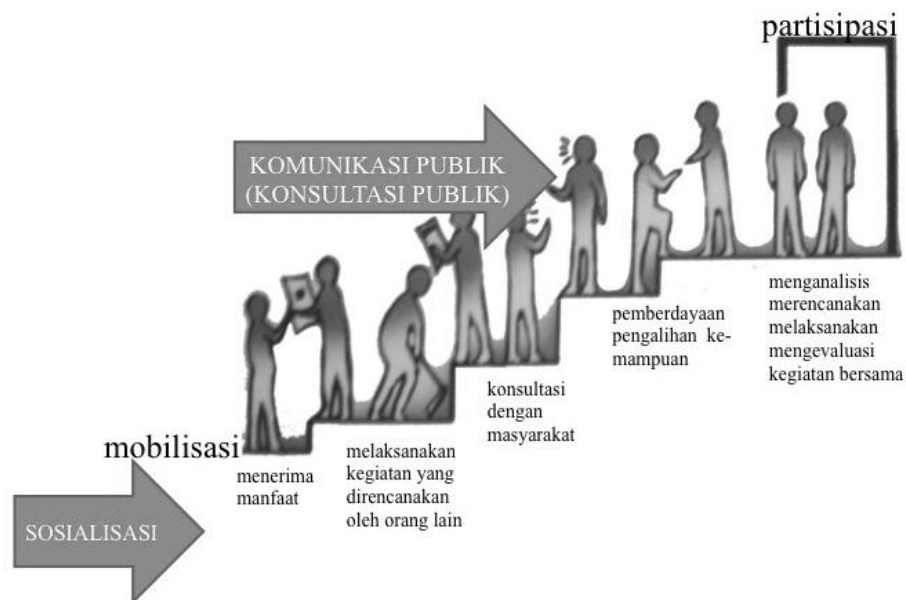 partisipasi
KOMUNIKASI PUBLIK
(KONSULTASI PUBLIK)
menganalisis
merencanakan
melaksanakan
mengevaluasi
kegiatan bersama
pemberdayaan
pengalihan ke-
mampuan
konsultasi
dengan
masyarakat
mobilisasi
melaksanakan
kegiatan yang
direncanakan
oleh orang lain
menerima
manfaat
SOSIALISASI